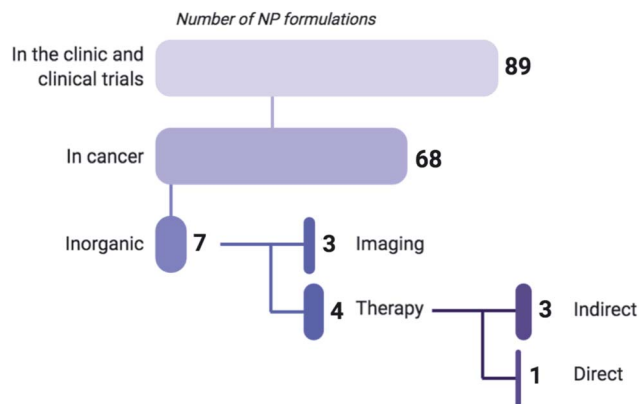 Number of NP formulations
In the clinic and
clinical trials
89
In cancer
68
Inorganic
7
3
Imaging
4
Therapy
3
Indirect
1
Direct